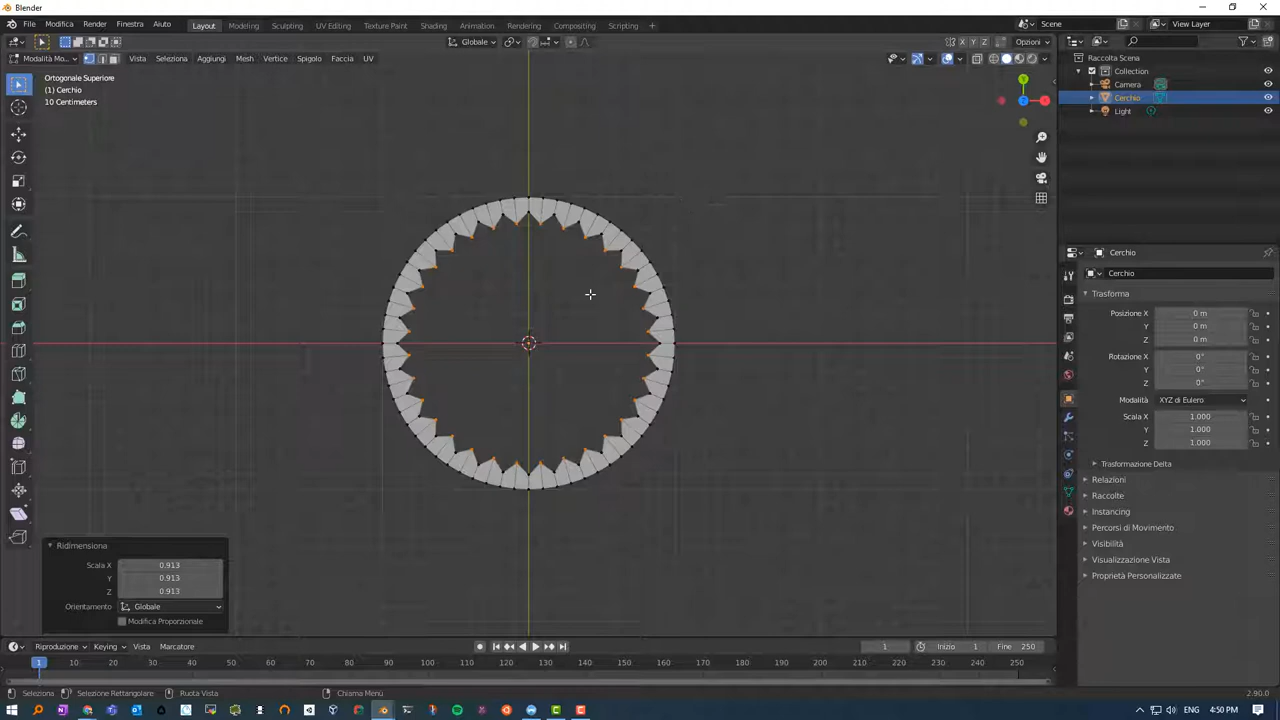 Blender
File Modifica Render Finestra Aiuto
Layout Modeling Sculpting UV Editing Texture Paint Shading Animation Rendering Compositing Scripting +
Scene View Layer
Globale X Y Z Opzioni
Modalità Mo... Vista Seleziona Aggiungi Mesh Vertice Spigolo Faccia UV
Ortogonale Superiore
(1) Cerchio
10 Centimeters
Raccolta Scena
Collection
Camera
Cerchio
Light
Cerchio
Cerchio
Trasforma
Posizione X 0 m
Y 0 m
Z 0 m
Rotazione X 0°
Y 0°
Z 0°
Modalità XYZ di Eulero
Scala X 1.000
Y 1.000
Z 1.000
Trasformazione Delta
Relazioni
Raccolte
Instancing
Percorsi di Movimento
Visibilità
Visualizzazione Vista
Proprietà Personalizzate
Ridimensiona
Scala X 0.913
Y 0.913
Z 0.913
Orientamento Globale
Modifica Proporzionale
Riproduzione Keying Vista Marcatore 1 Inizio 1 Fine 250
1 10 20 30 40 50 60 70 80 90 100 110 120 130 140 150 160 170 180 190 200 210 220 230 240 250
Seleziona Selezione Rettangolare Ruota Vista Chiama Menù 2.90.0
ENG 4:50 PM